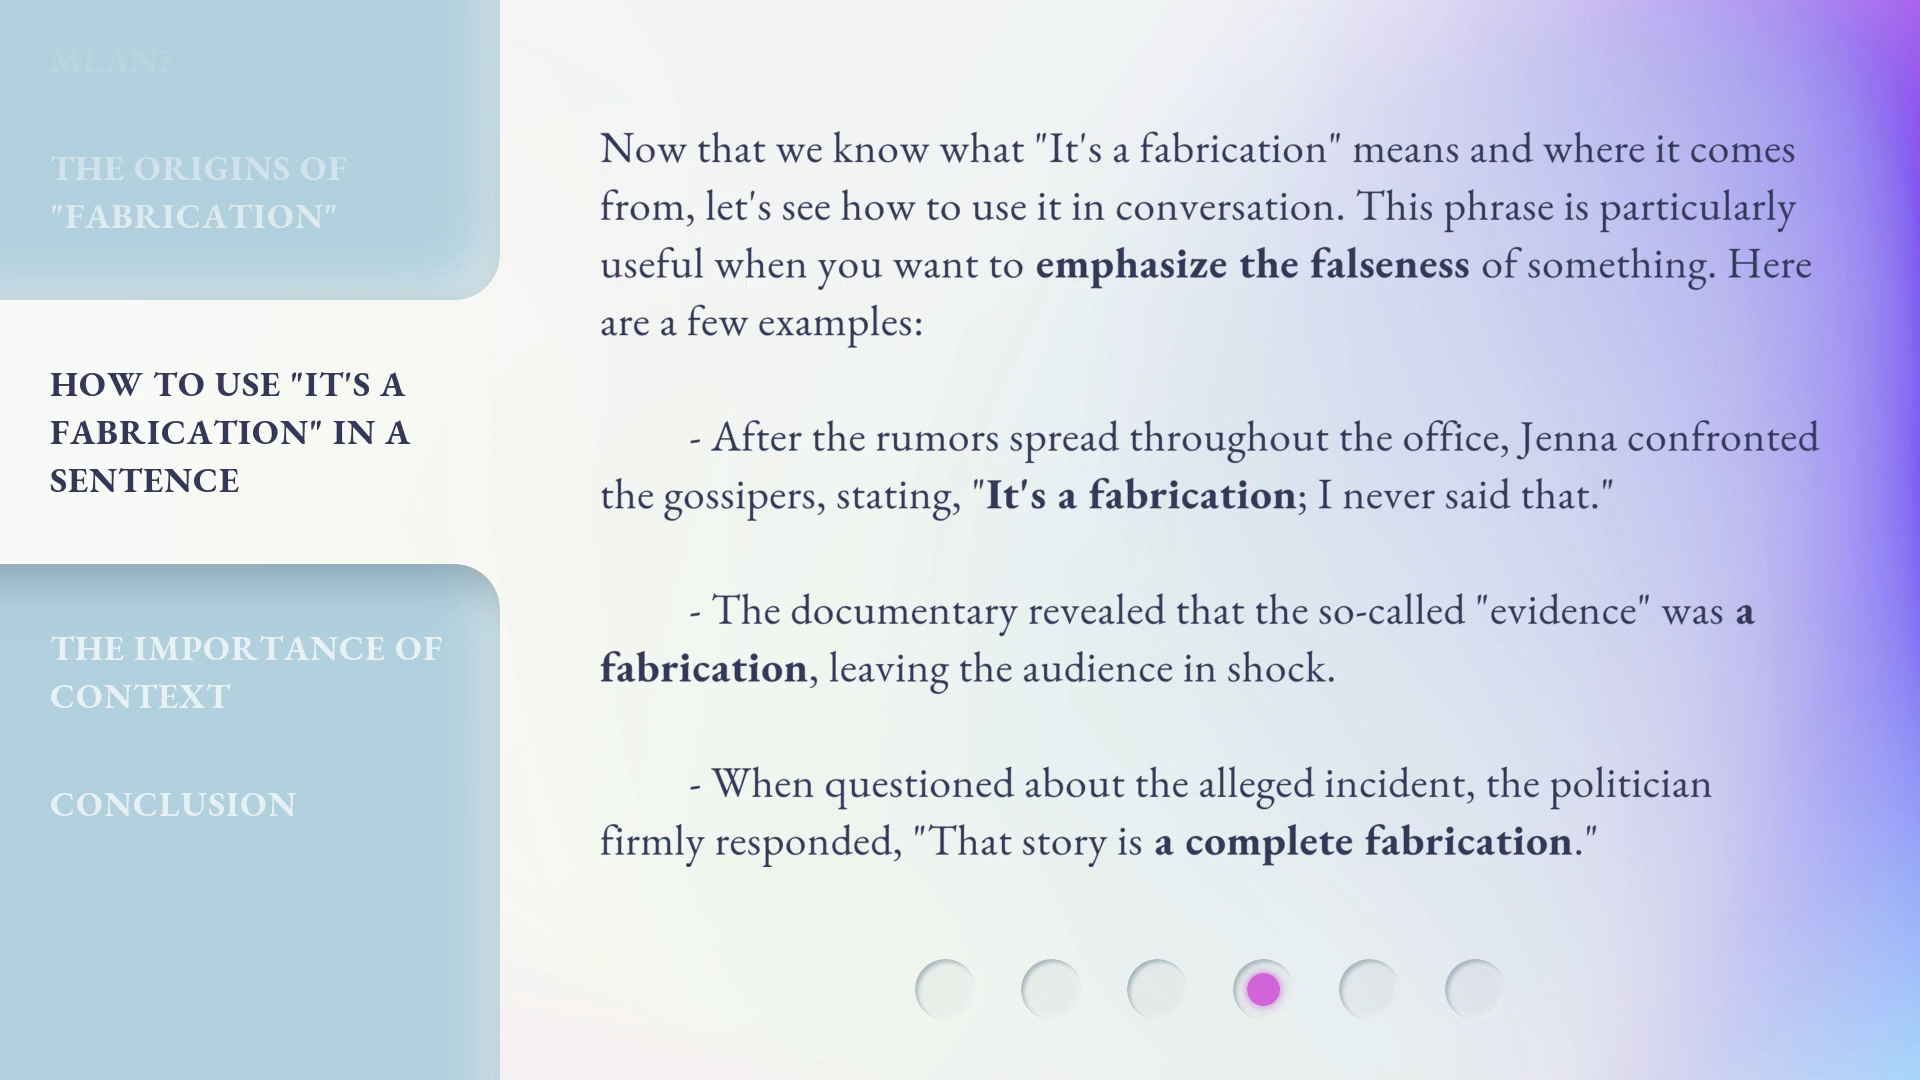 MEAN?
THE ORIGINS OF
"FABRICATION"
HOW TO USE "IT'S A
FABRICATION" IN A
SENTENCE
THE IMPORTANCE OF
CONTEXT
CONCLUSION
Now that we know what "It's a fabrication" means and where it comes
from, let's see how to use it in conversation. This phrase is particularly
useful when you want to emphasize the falseness of something. Here
are a few examples:
- After the rumors spread throughout the office, Jenna confronted
the gossipers, stating, "It's a fabrication; I never said that."
- The documentary revealed that the so-called "evidence" was a
fabrication, leaving the audience in shock.
- When questioned about the alleged incident, the politician
firmly responded, "That story is a complete fabrication."